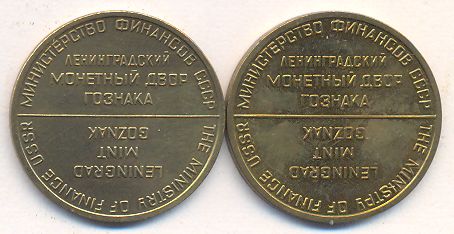 МИНИСТЕРСТВО ФИНАНСОВ СССР
ЛЕНИНГРАДСКИЙ
МОНЕТНЫЙ ДВОР
ГОЗНАКА
THE MINISTRY OF FINANCE USSR
LENINGRAD
MINT
GOZNAK
МИНИСТЕРСТВО ФИНАНСОВ СССР
ЛЕНИНГРАДСКИЙ
МОНЕТНЫЙ ДВОР
ГОЗНАКА
THE MINISTRY OF FINANCE USSR
LENINGRAD
MINT
GOZNAK